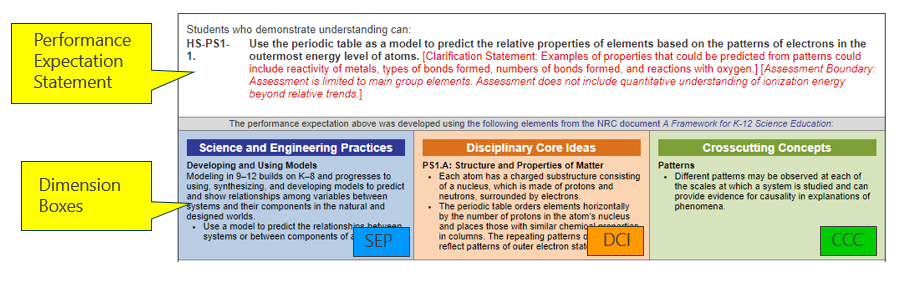 Performance
Expectation
Statement
Students who demonstrate understanding can:
HS-PS1-
1.
Use the periodic table as a model to predict the relative properties of elements based on the patterns of electrons in the
outermost energy level of atoms. [Clarification Statement: Examples of properties that could be predicted from patterns could
include reactivity of metals, types of bonds formed, numbers of bonds formed, and reactions with oxygen.] [Assessment Boundary:
Assessment is limited to main group elements. Assessment does not include quantitative understanding of ionization energy
beyond relative trends.]
The performance expectation above was developed using the following elements from the NRC document A Framework for K-12 Science Education:
Dimension
Boxes
Science and Engineering Practices
Developing and Using Models
Modeling in 9–12 builds on K–8 and progresses to
using, synthesizing, and developing models to predict
and show relationships among variables between
systems and their components in the natural and
designed worlds.
• Use a model to predict the relationships between
systems or between components of a
SEP
Disciplinary Core Ideas
PS1.A: Structure and Properties of Matter
• Each atom has a charged substructure consisting
of a nucleus, which is made of protons and
neutrons, surrounded by electrons.
• The periodic table orders elements horizontally
by the number of protons in the atom's nucleus
and places those with similar chemical properties
in columns. The repeating patterns
reflect patterns of outer electron
DCI
Crosscutting Concepts
Patterns
• Different patterns may be observed at each of
the scales at which a system is studied and can
provide evidence for causality in explanations of
phenomena.
CCC